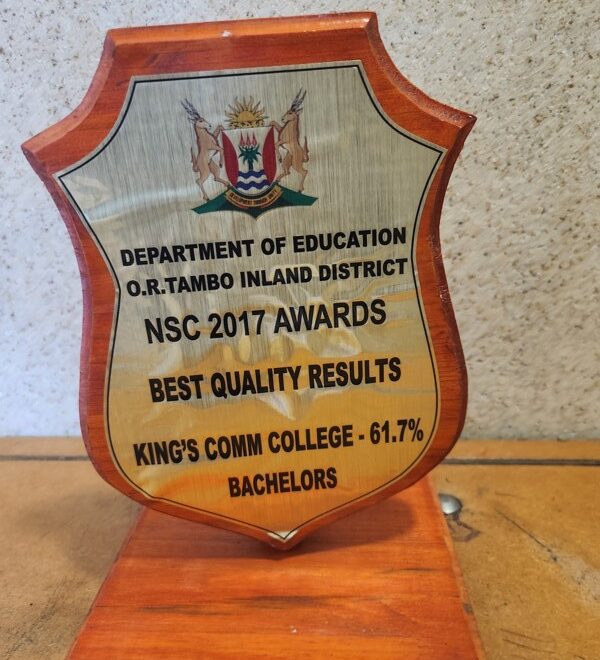 DEPARTMENT OF EDUCATION
O.R.TAMBO INLAND DISTRICT
NSC 2017 AWARDS
BEST QUALITY RESULTS
KING'S COMM COLLEGE - 61.7%
BACHELORS